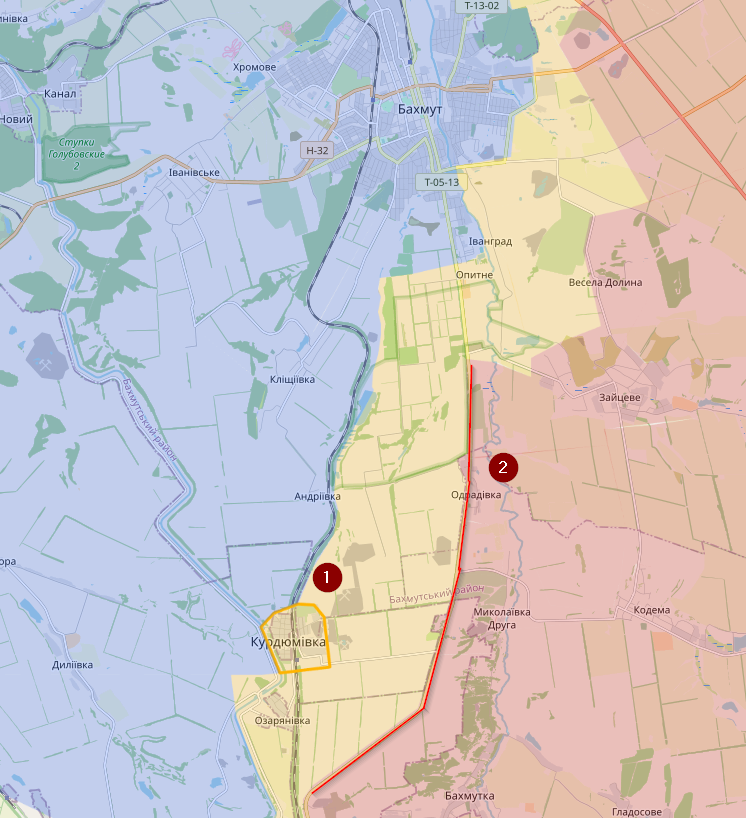 Т-13-02
Хромове
Канал
Новий
Бахмут
Ступки
Голубовские
2
Н-32
Іванівське
Т-05-13
Іванград
Опитне
Весела Долина
Кліщіївка
Зайцеве
Бахмутський район
2
Андріївка
Одрадівка
1
Бахмутський район
Миколаївка
Друга
Кодема
Курдюмівка
Диліївка
Озарянівка
Бахмутка
Гладосове